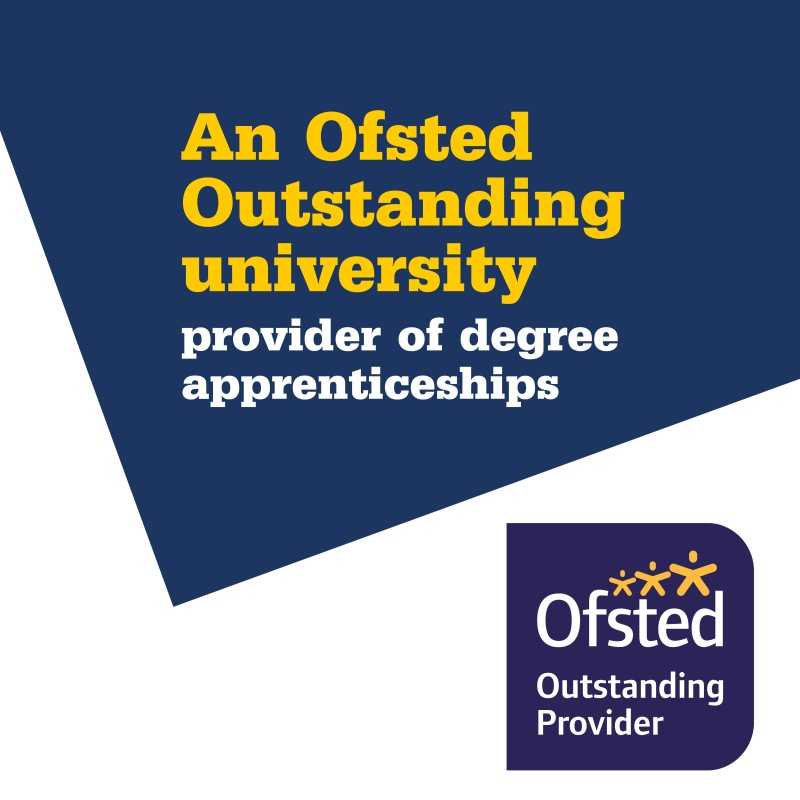 An Ofsted
Outstanding
university
provider of degree
apprenticeships
Ofsted
Outstanding
Provider